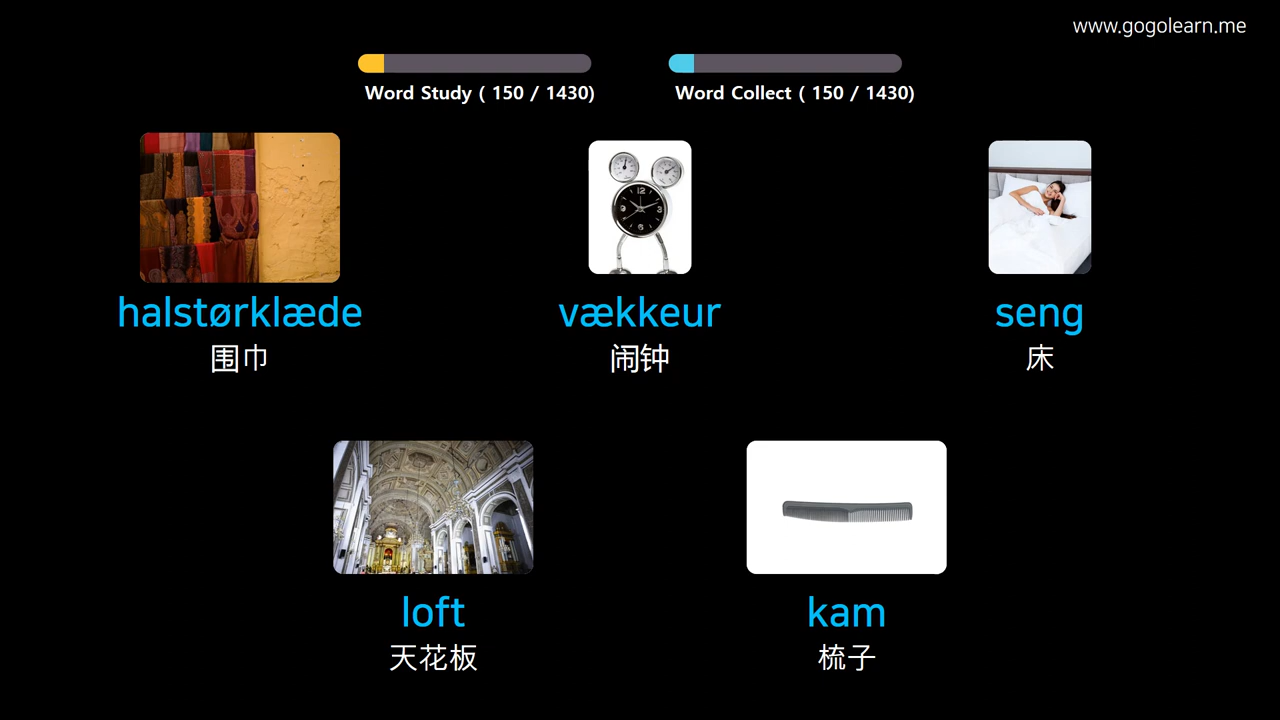 www.gogolearn.me
Word Study ( 150 / 1430)
Word Collect ( 150 / 1430)
halstørklæde
围巾
vækkeur
闹钟
seng
床
loft
天花板
kam
梳子